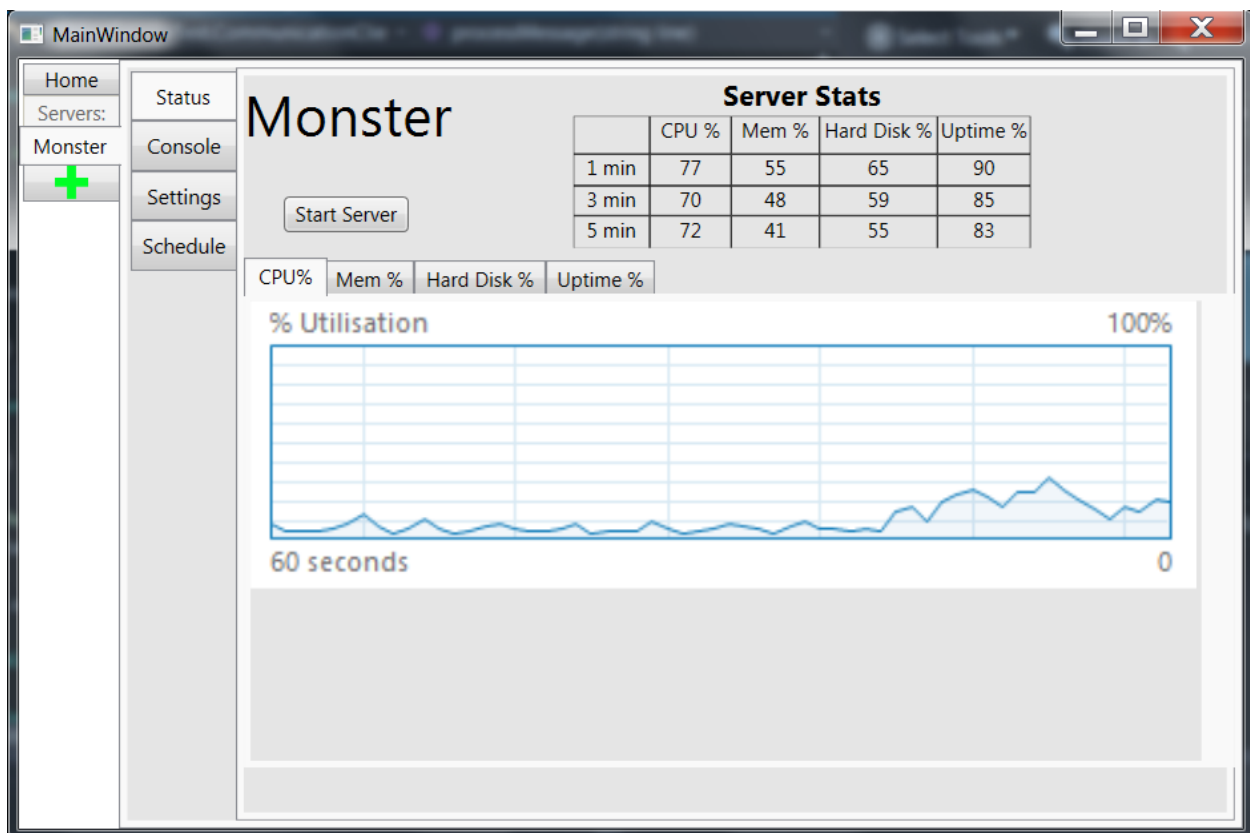 MainWindow
Home
Servers:
Monster
Status
Console
Settings
Schedule
Monster
Start Server
Server Stats
CPU % Mem % Hard Disk % Uptime %
1 min 77 55 65 90
3 min 70 48 59 85
5 min 72 41 55 83
CPU% Mem % Hard Disk % Uptime %
% Utilisation 100%
60 seconds 0